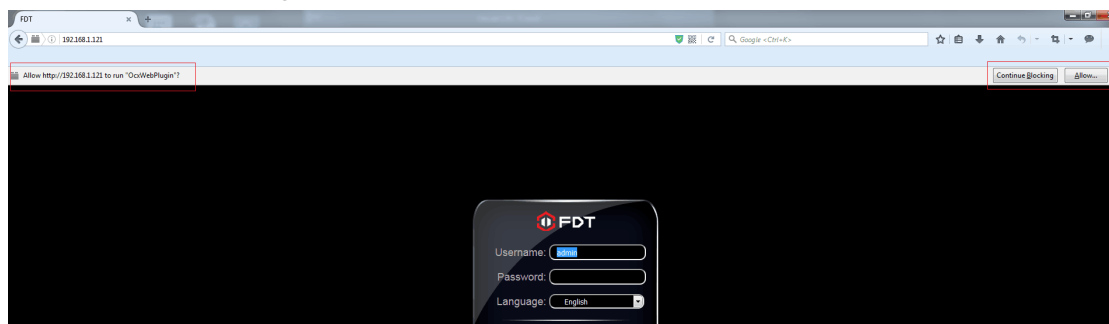 FDT
192.168.1.121
Google <Ctrl+K>
Allow http://192.168.1.121 to run "OcxWebPlugin"?
Continue Blocking
Allow...
FDT
Username: admin
Password:
Language: English